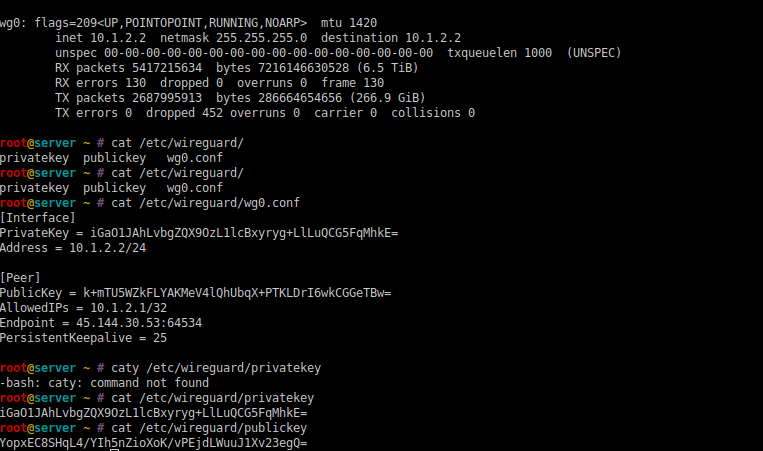 wg0: flags=209<UP,POINTOPOINT,RUNNING,NOARP>  mtu 1420
        inet 10.1.2.2  netmask 255.255.255.0  destination 10.1.2.2
        unspec 00-00-00-00-00-00-00-00-00-00-00-00-00-00-00-00  txqueuelen 1000  (UNSPEC)
        RX packets 5417215634  bytes 7216146630528 (6.5 TiB)
        RX errors 130  dropped 0  overruns 0  frame 130
        TX packets 2687995913  bytes 286664654656 (266.9 GiB)
        TX errors 0  dropped 452 overruns 0  carrier 0  collisions 0
root@server ~ # cat /etc/wireguard/
privatekey  publickey   wg0.conf
root@server ~ # cat /etc/wireguard/
privatekey  publickey   wg0.conf
root@server ~ # cat /etc/wireguard/wg0.conf
[Interface]
PrivateKey = iGaO1JAhLvbgZQX9OzL1lcBxyryg+LlLuQCG5FqMhkE=
Address = 10.1.2.2/24
[Peer]
PublicKey = k+mTU5WZkFLYAKMeV4lQhUbqX+PTKLDrI6wkCGGeTBw=
AllowedIPs = 10.1.2.1/32
Endpoint = 45.144.30.53:64534
PersistentKeepalive = 25
root@server ~ # caty /etc/wireguard/privatekey
-bash: caty: command not found
root@server ~ # cat /etc/wireguard/privatekey
iGaO1JAhLvbgZQX9OzL1lcBxyryg+LlLuQCG5FqMhkE=
root@server ~ # cat /etc/wireguard/publickey
YopxEC8SHqL4/YIh5nZioXoK/vPEjdLWuuJ1Xv23egQ=